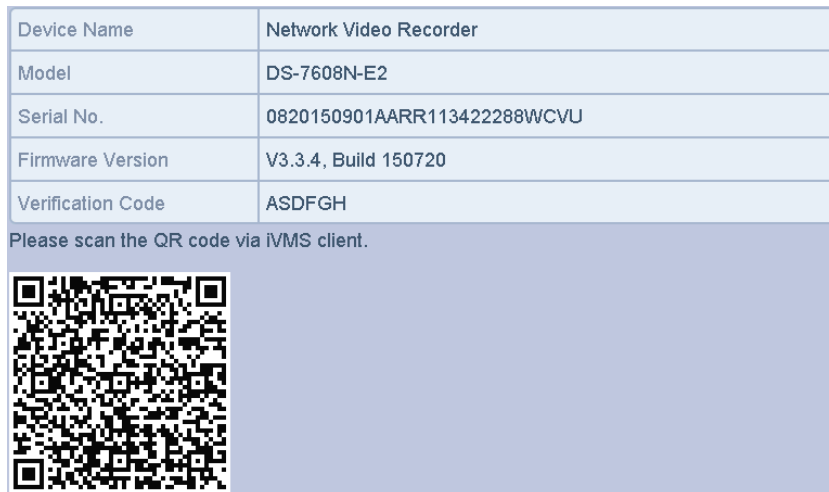 Device Name Network Video Recorder
Model DS-7608N-E2
Serial No. 0820150901AARR113422288WCVU
Firmware Version V3.3.4, Build 150720
Verification Code ASDFGH
Please scan the QR code via iVMS client.